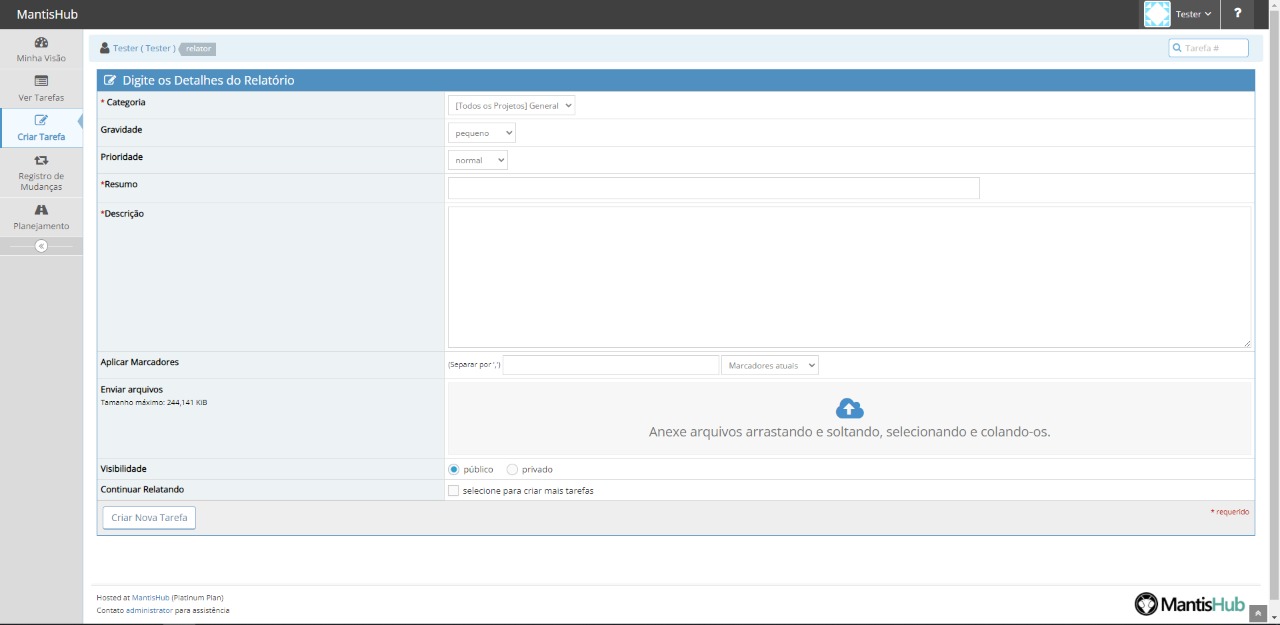 MantisHub
Tester
?
Minha Visão
Ver Tarefas
Criar Tarefa
Registro de
Mudanças
Planejamento
Tester ( Tester ) relator
Tarefa #
Digite os Detalhes do Relatório
* Categoria
[Todos os Projetos] General
Gravidade
pequeno
Prioridade
normal
*Resumo
*Descrição
Aplicar Marcadores
(Separar por ',')
Marcadores atuais
Enviar arquivos
Tamanho máximo: 244,141 KIB
Anexe arquivos arrastando e soltando, selecionando e colando-os.
Visibilidade
público privado
Continuar Relatando
selecione para criar mais tarefas
Criar Nova Tarefa
* requerido
Hosted at MantisHub (Platinum Plan)
Contato administrator para assistência
MantisHub